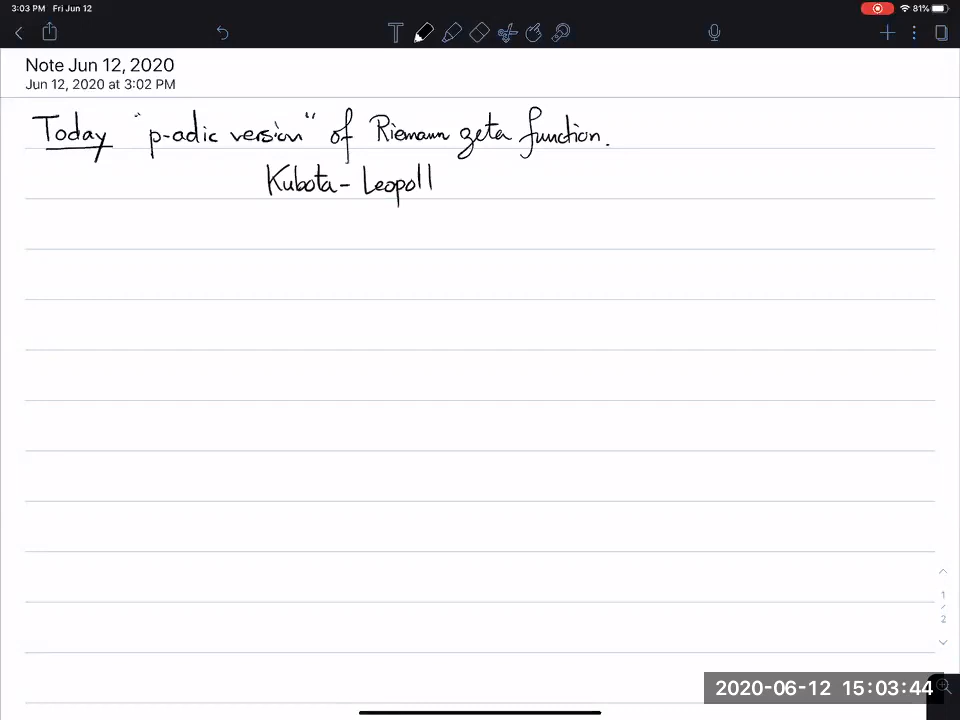 3:03 PM Fri Jun 12
81%
Note Jun 12, 2020
Jun 12, 2020 at 3:02 PM
Today "p-adic version" of Riemann zeta function.
Kubota - Leopoll
1
2
2020-06-12 15:03:44